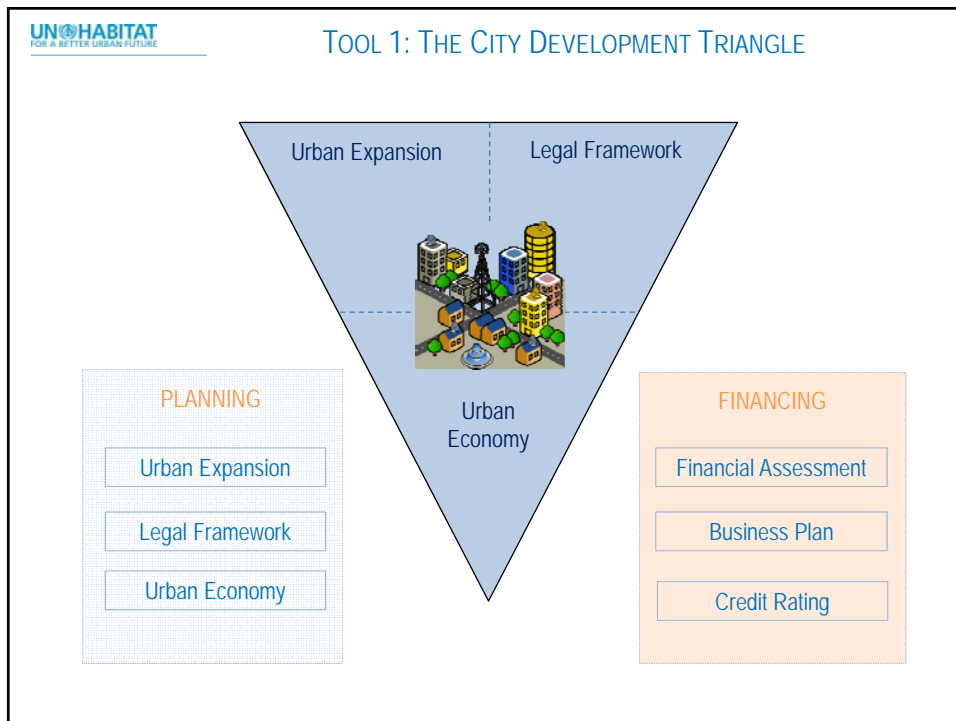 UN HABITAT
FOR A BETTER URBAN FUTURE
TOOL 1: THE CITY DEVELOPMENT TRIANGLE
Urban Expansion
Legal Framework
Urban
Economy
PLANNING
Urban Expansion
Legal Framework
Urban Economy
FINANCING
Financial Assessment
Business Plan
Credit Rating